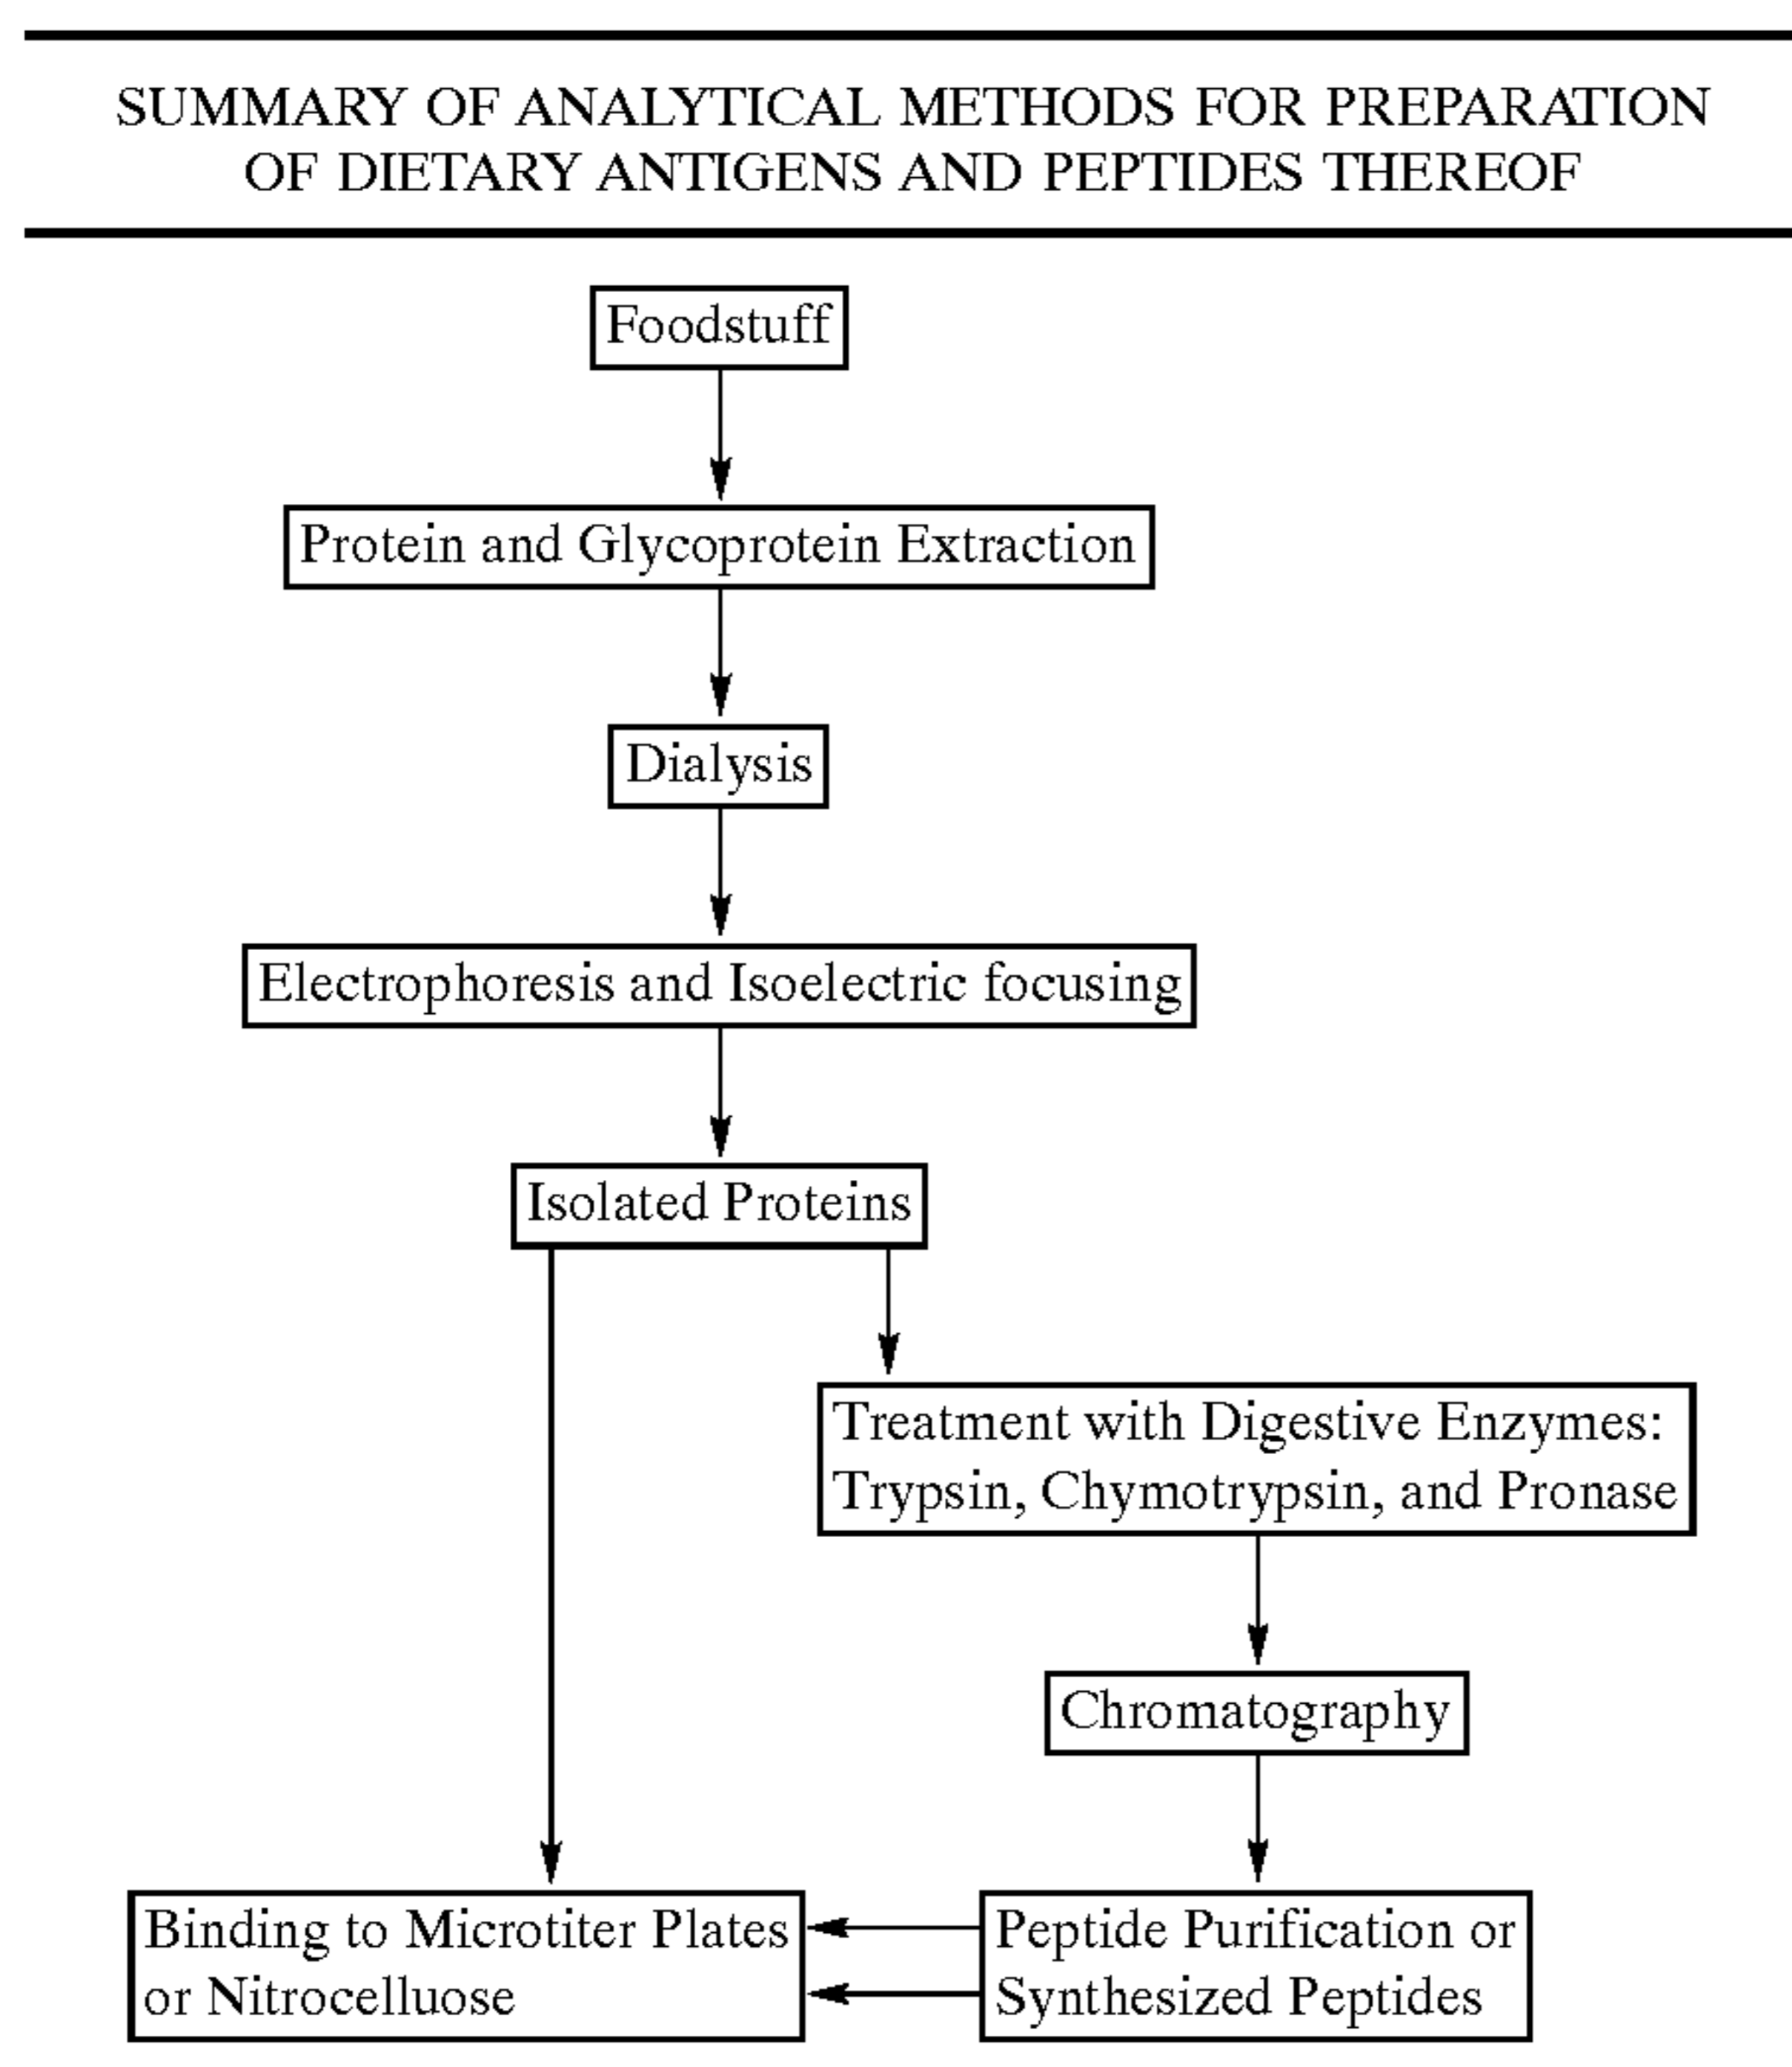 SUMMARY OF ANALYTICAL METHODS FOR PREPARATION
OF DIETARY ANTIGENS AND PEPTIDES THEREOF
Foodstuff
Protein and Glycoprotein Extraction
Dialysis
Electrophoresis and Isoelectric focusing
Isolated Proteins
Treatment with Digestive Enzymes:
Trypsin, Chymotrypsin, and Pronase
Chromatography
Binding to Microtiter Plates
or Nitrocelluose
Peptide Purification or
Synthesized Peptides